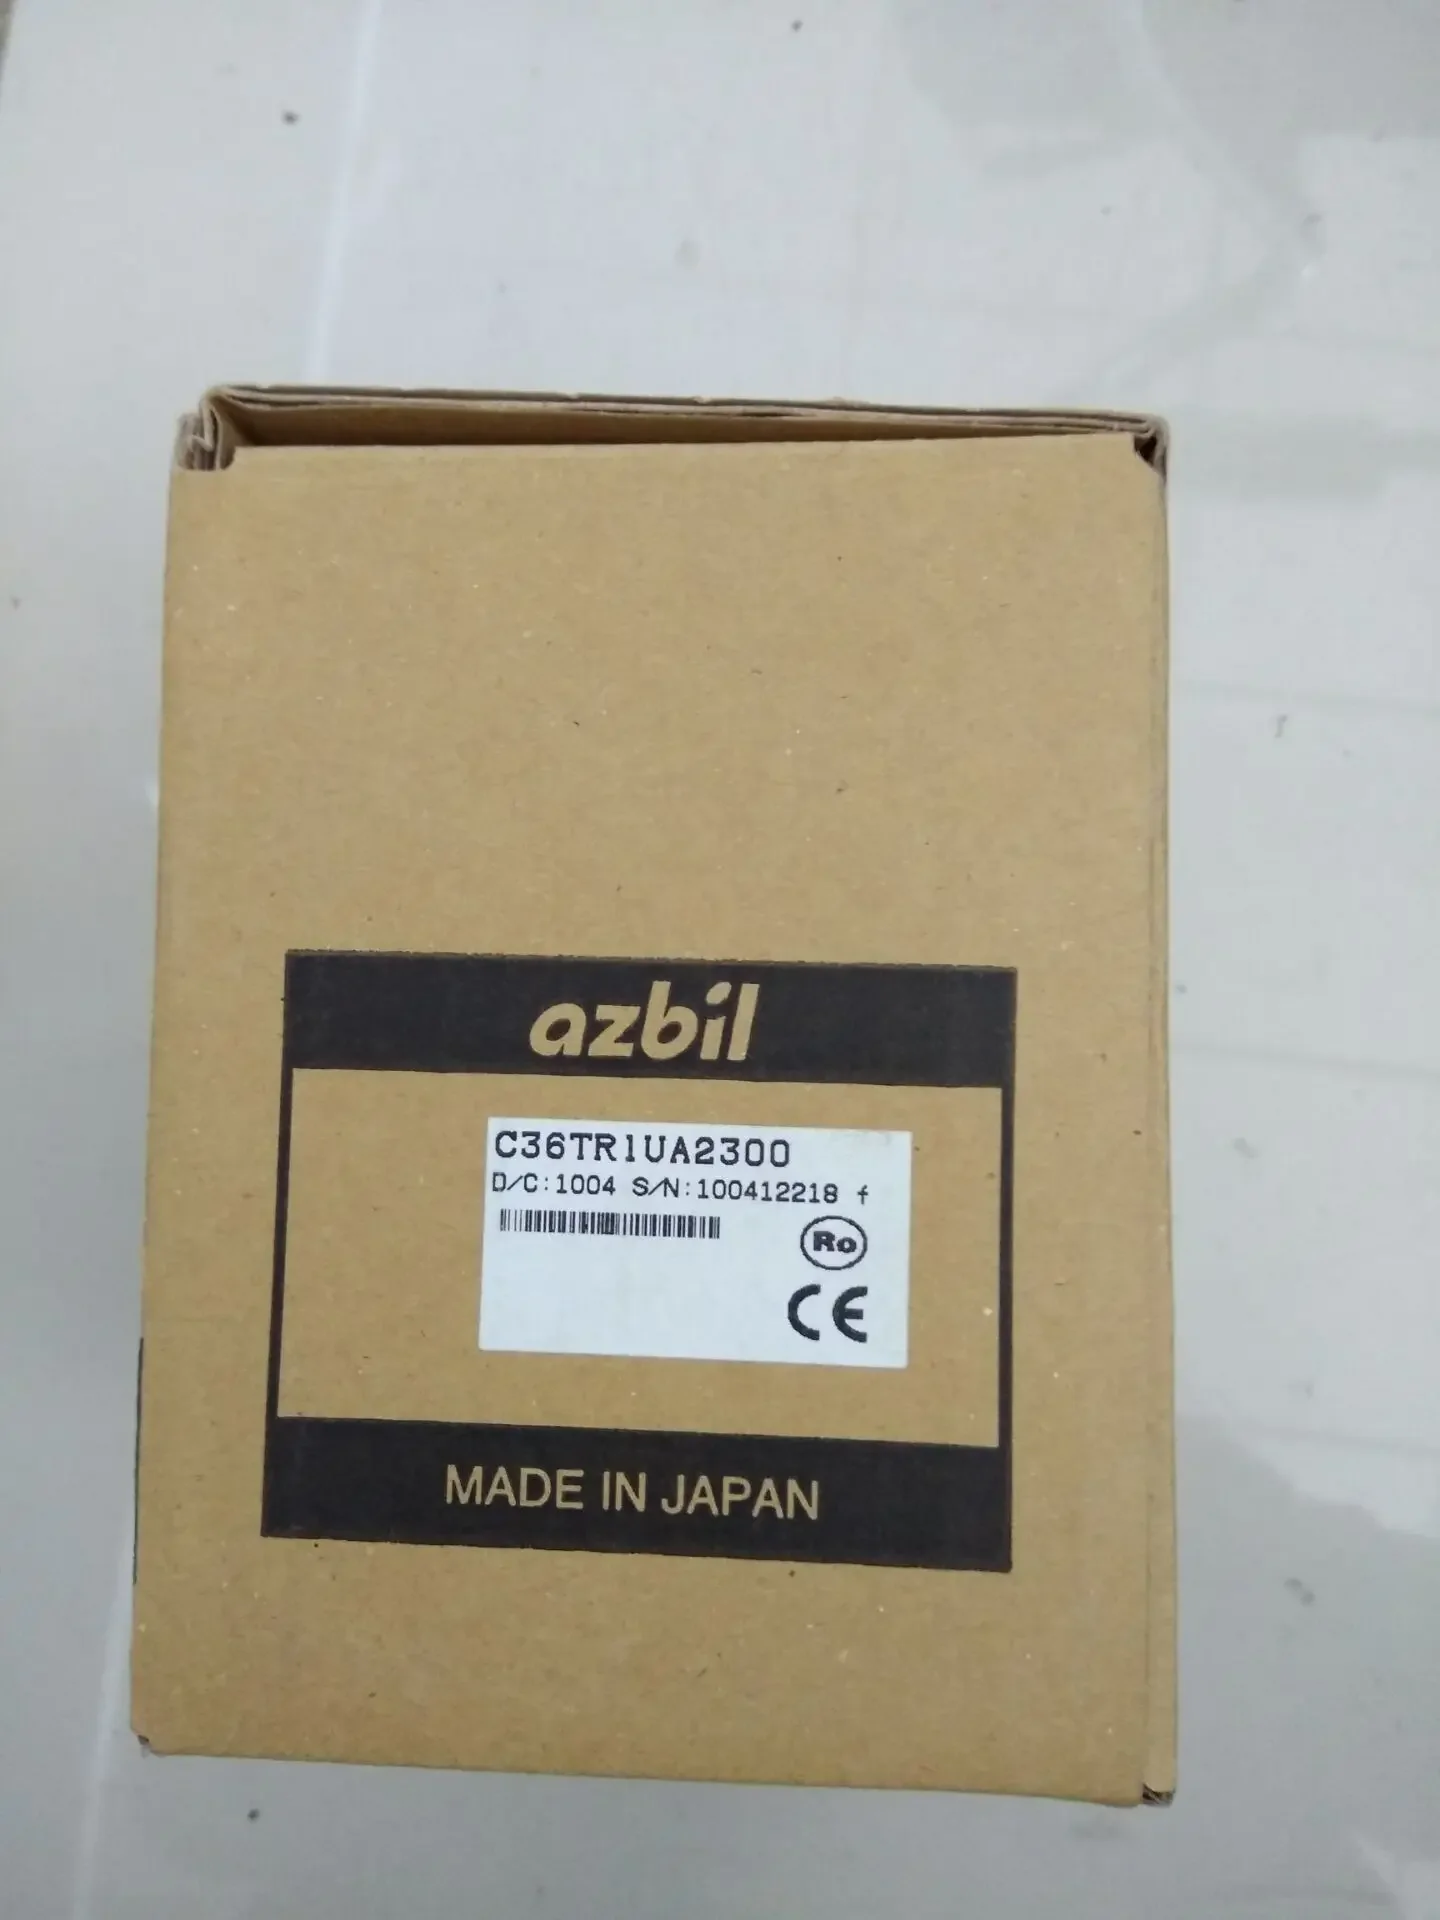 azbil
C36TR1UA2300
D/C:1004 S/N:100412218 f
Ro
CE
MADE IN JAPAN